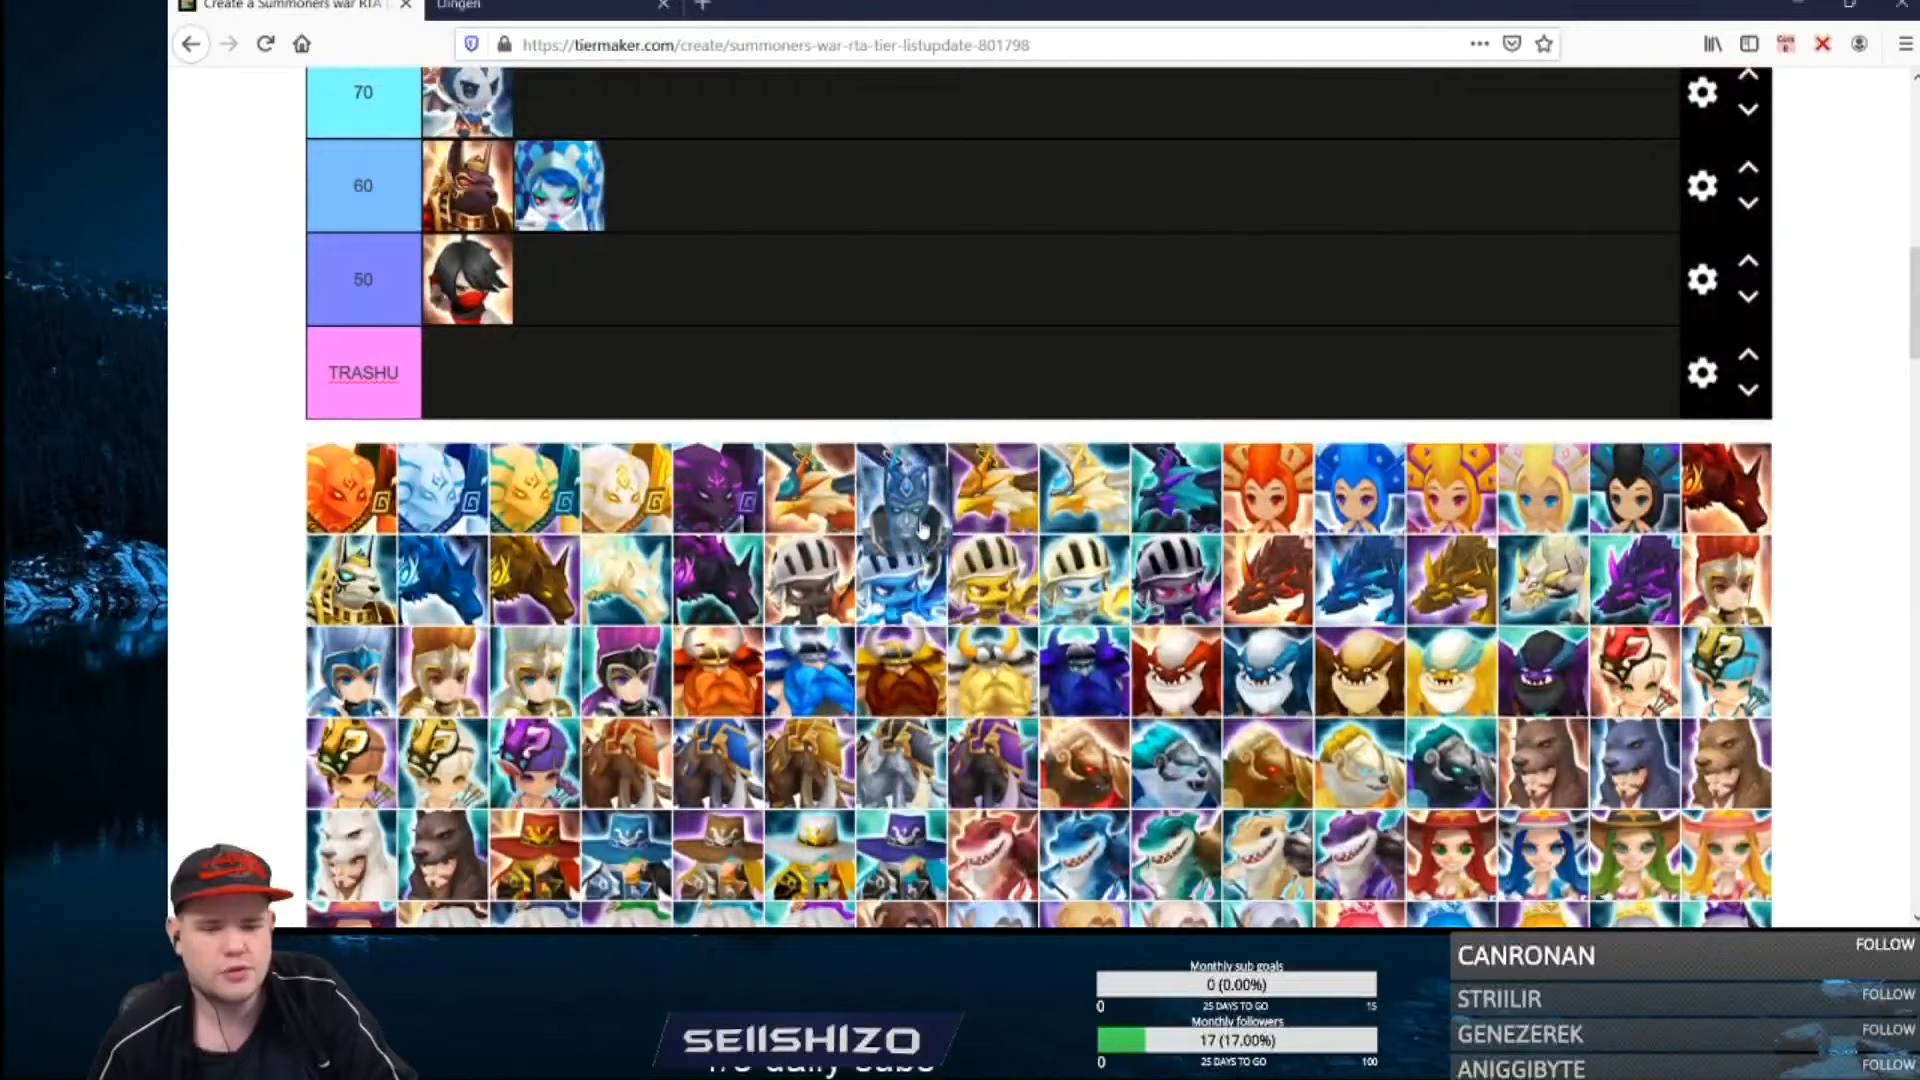 Create a Summoners war RTA
Dingen
https://tiermaker.com/create/summoners-war-rta-tier-listupdate-801798
70
60
50
TRASHU
Monthly sub goals
0 (0.00%)
0 25 DAYS TO GO 15
Monthly followers
17 (17.00%)
0 25 DAYS TO GO 100
SEllSHIZO
CANRONAN FOLLOW
STRIILIR FOLLOW
GENEZEREK FOLLOW
ANIGGIBYTE FOLLOW